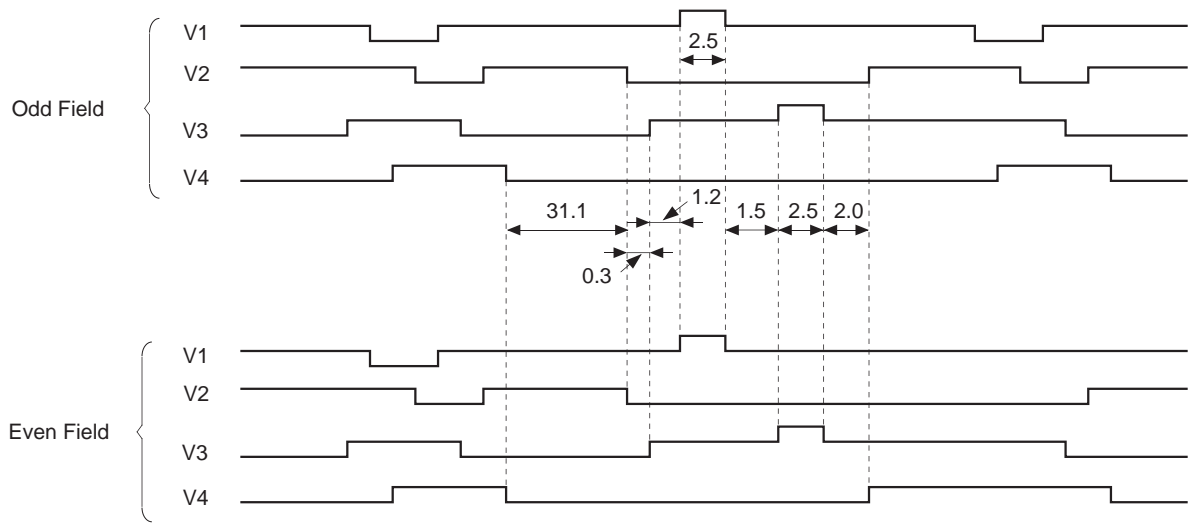 V1
2.5
V2
Odd Field
V3
V4
31.1
1.2
1.5
2.5
2.0
0.3
V1
V2
Even Field
V3
V4